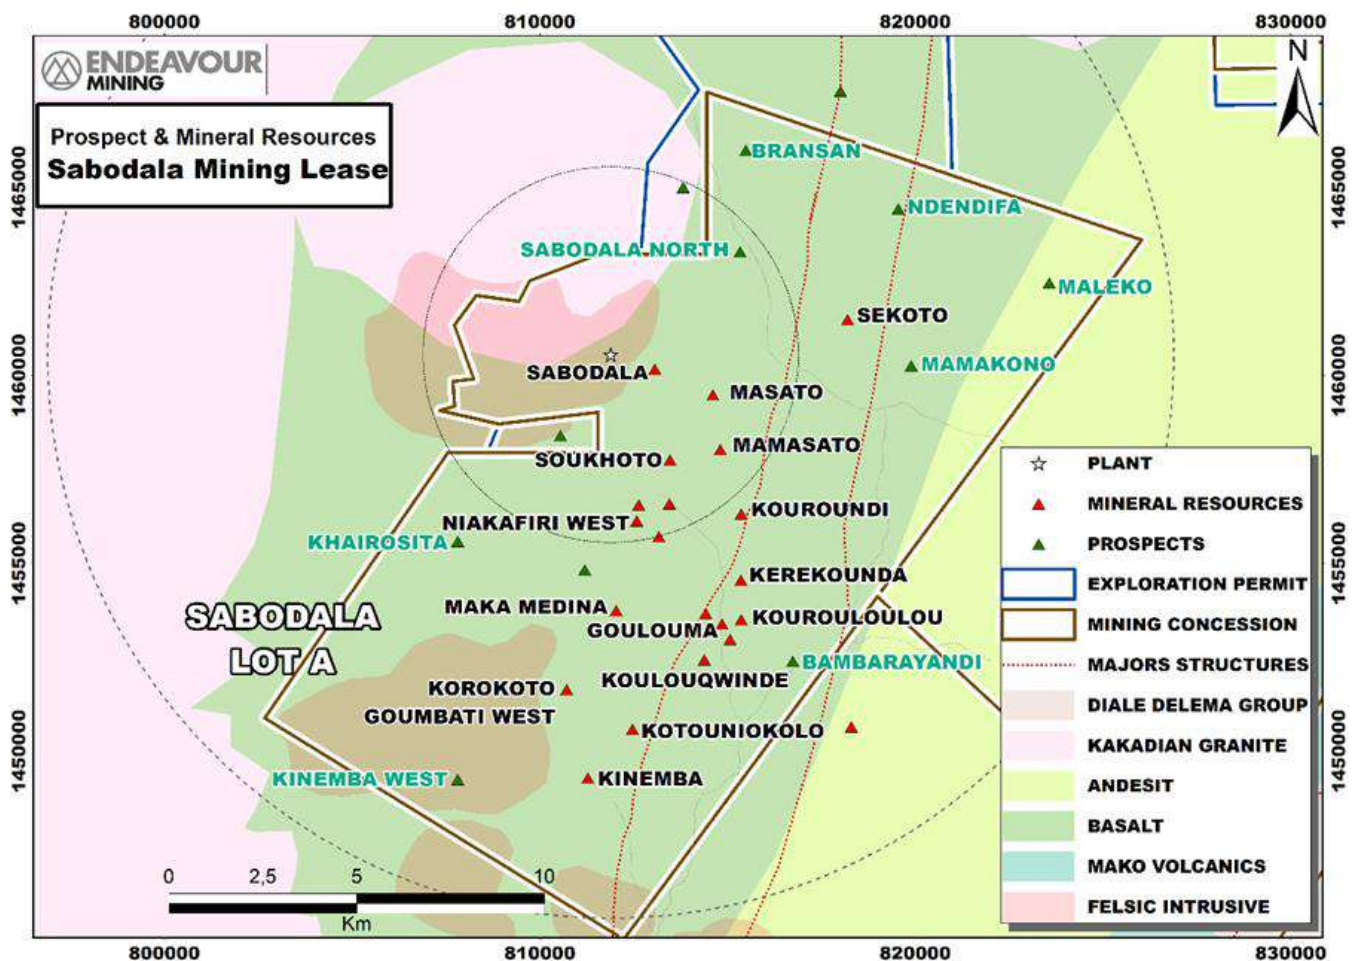 800000
810000
820000
830000
ENDEAVOUR
MINING
N
Prospect & Mineral Resources
Sabodala Mining Lease
1465000
1465000
BRANSAN
NDENDIFA
SABODALA NORTH
MALEKO
SEKOTO
1460000
1460000
MAMAKONO
SABODALA
MASATO
MAMASATO
SOUKHOTO
PLANT
MINERAL RESOURCES
NIAKAFIRI WEST
KOUROUNDI
KHAIROSITA
PROSPECTS
1455000
1455000
KEREKOUNDA
EXPLORATION PERMIT
MAKA MEDINA
SABODALA
LOT A
KOUROULOULOU
GOULOUMA
MINING CONCESSION
BAMBARAYANDI
MAJORS STRUCTURES
KOULOUQWINDE
KOROKOTO
GOUMBATI WEST
DIALE DELEMA GROUP
1450000
1450000
KOTOUNIOKOLO
KAKADIAN GRANITE
KINEMBA WEST
KINEMBA
ANDESIT
BASALT
MAKO VOLCANICS
FELSIC INTRUSIVE
0
2,5
5
10
Km
800000
810000
820000
830000